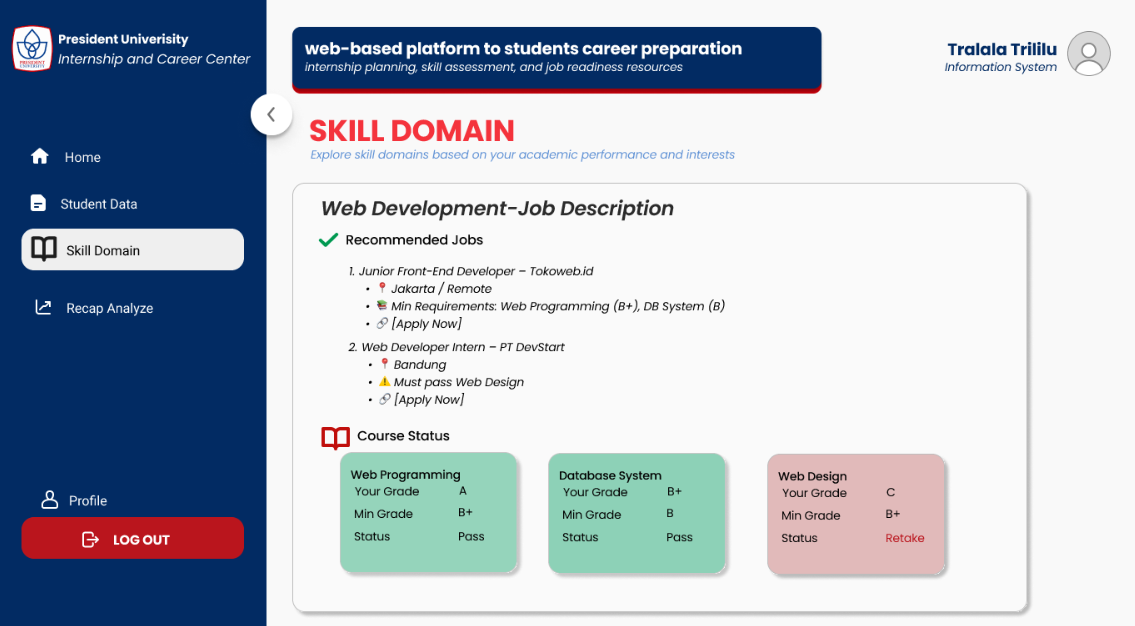 President Univerisity
Internship and Career Center
PRESIDENT
UNIVERSITY
web-based platform to students career preparation
internship planning, skill assessment, and job readiness resources
Tralala Trililu
Information System
Home
Student Data
Skill Domain
Recap Analyze
Profile
LOG OUT
SKILL DOMAIN
Explore skill domains based on your academic performance and interests
Web Development-Job Description
Recommended Jobs
1. Junior Front-End Developer – Tokoweb.id
• 📍 Jakarta / Remote
• 📚 Min Requirements: Web Programming (B+), DB System (B)
• 🔗 [Apply Now]
2. Web Developer Intern – PT DevStart
• 📍 Bandung
• ⚠️ Must pass Web Design
• 🔗 [Apply Now]
Course Status
Web Programming
Your Grade A
Min Grade B+
Status Pass
Database System
Your Grade B+
Min Grade B
Status Pass
Web Design
Your Grade C
Min Grade B+
Status Retake